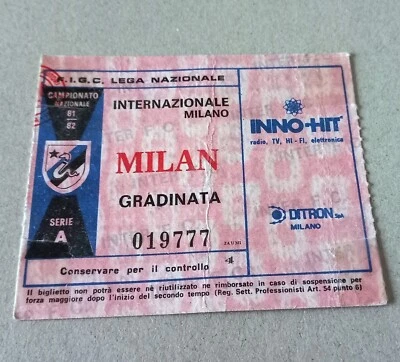 F.I.G.C. LEGA NAZIONALE
CAMPIONATO
NAZIONALE
81
82
SERIE
A
INTERNAZIONALE
MILANO
MILAN
GRADINATA
019777
Conservare per il controllo
INNO-HIT
radio, TV, HI-FI, elettronica
DITRON SpA
MILANO
Il biglietto non potrà essere nè riutilizzato ne rimborsato in caso di sospensione per
forza maggiore dopo l'inizio del secondo tempo (Reg. Sett. Professionisti Art. 54 punto 6)